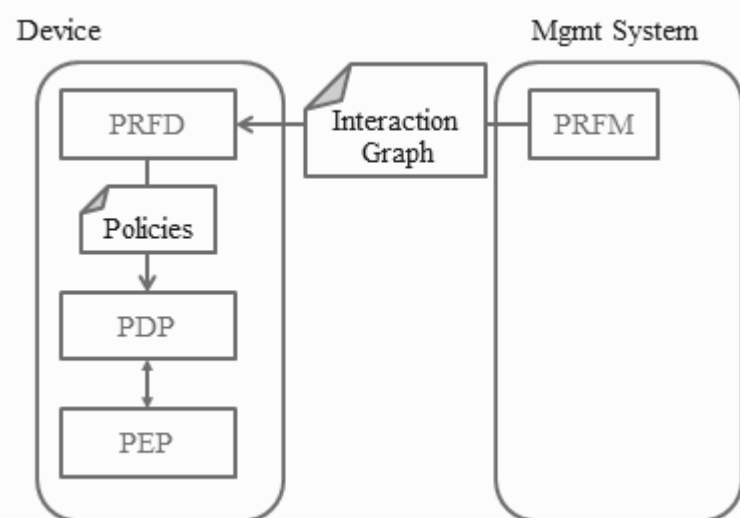 Device
Mgmt System
PRFD
Interaction
Graph
PRFM
Policies
PDP
PEP